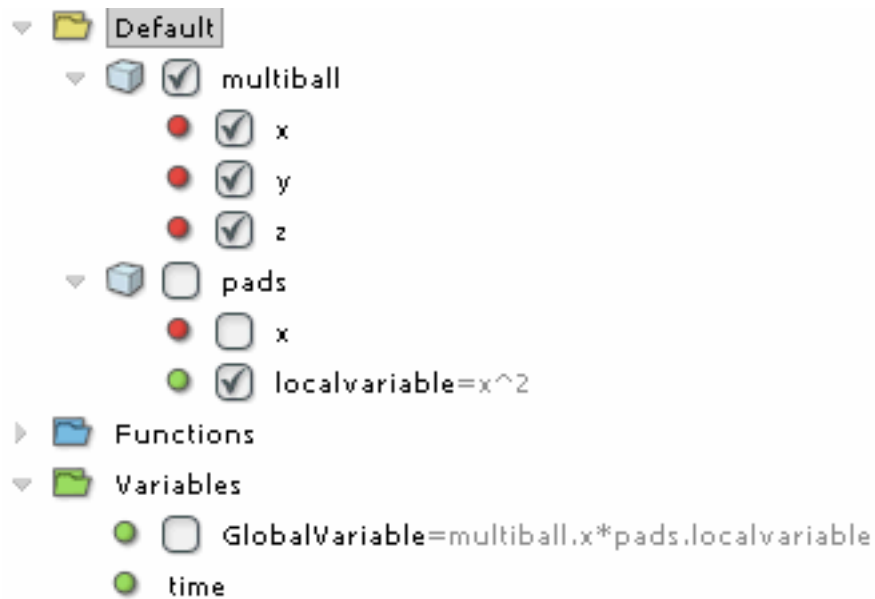 Default
multiball
x
y
z
pads
x
localvariable=x^2
Functions
Variables
GlobalVariable=multiball.x*pads.localvariable
time